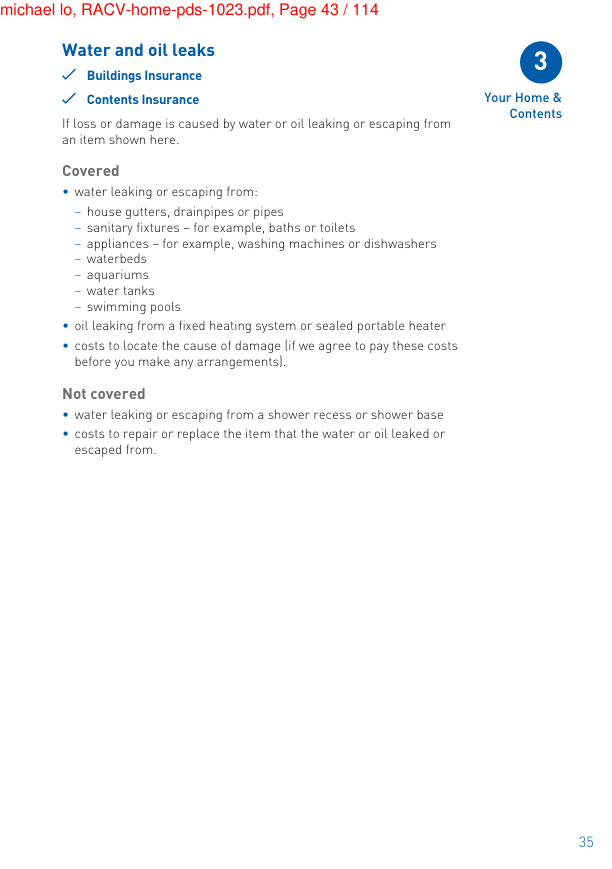 michael lo, RACV-home-pds-1023.pdf, Page 43 / 114
Water and oil leaks
Buildings Insurance
Contents Insurance
If loss or damage is caused by water or oil leaking or escaping from
an item shown here.
3
Your Home &
Contents
Covered
• water leaking or escaping from:
– house gutters, drainpipes or pipes
– sanitary fixtures – for example, baths or toilets
– appliances – for example, washing machines or dishwashers
– waterbeds
– aquariums
– water tanks
– swimming pools
• oil leaking from a fixed heating system or sealed portable heater
• costs to locate the cause of damage (if we agree to pay these costs
before you make any arrangements).
Not covered
• water leaking or escaping from a shower recess or shower base
• costs to repair or replace the item that the water or oil leaked or
escaped from.
35